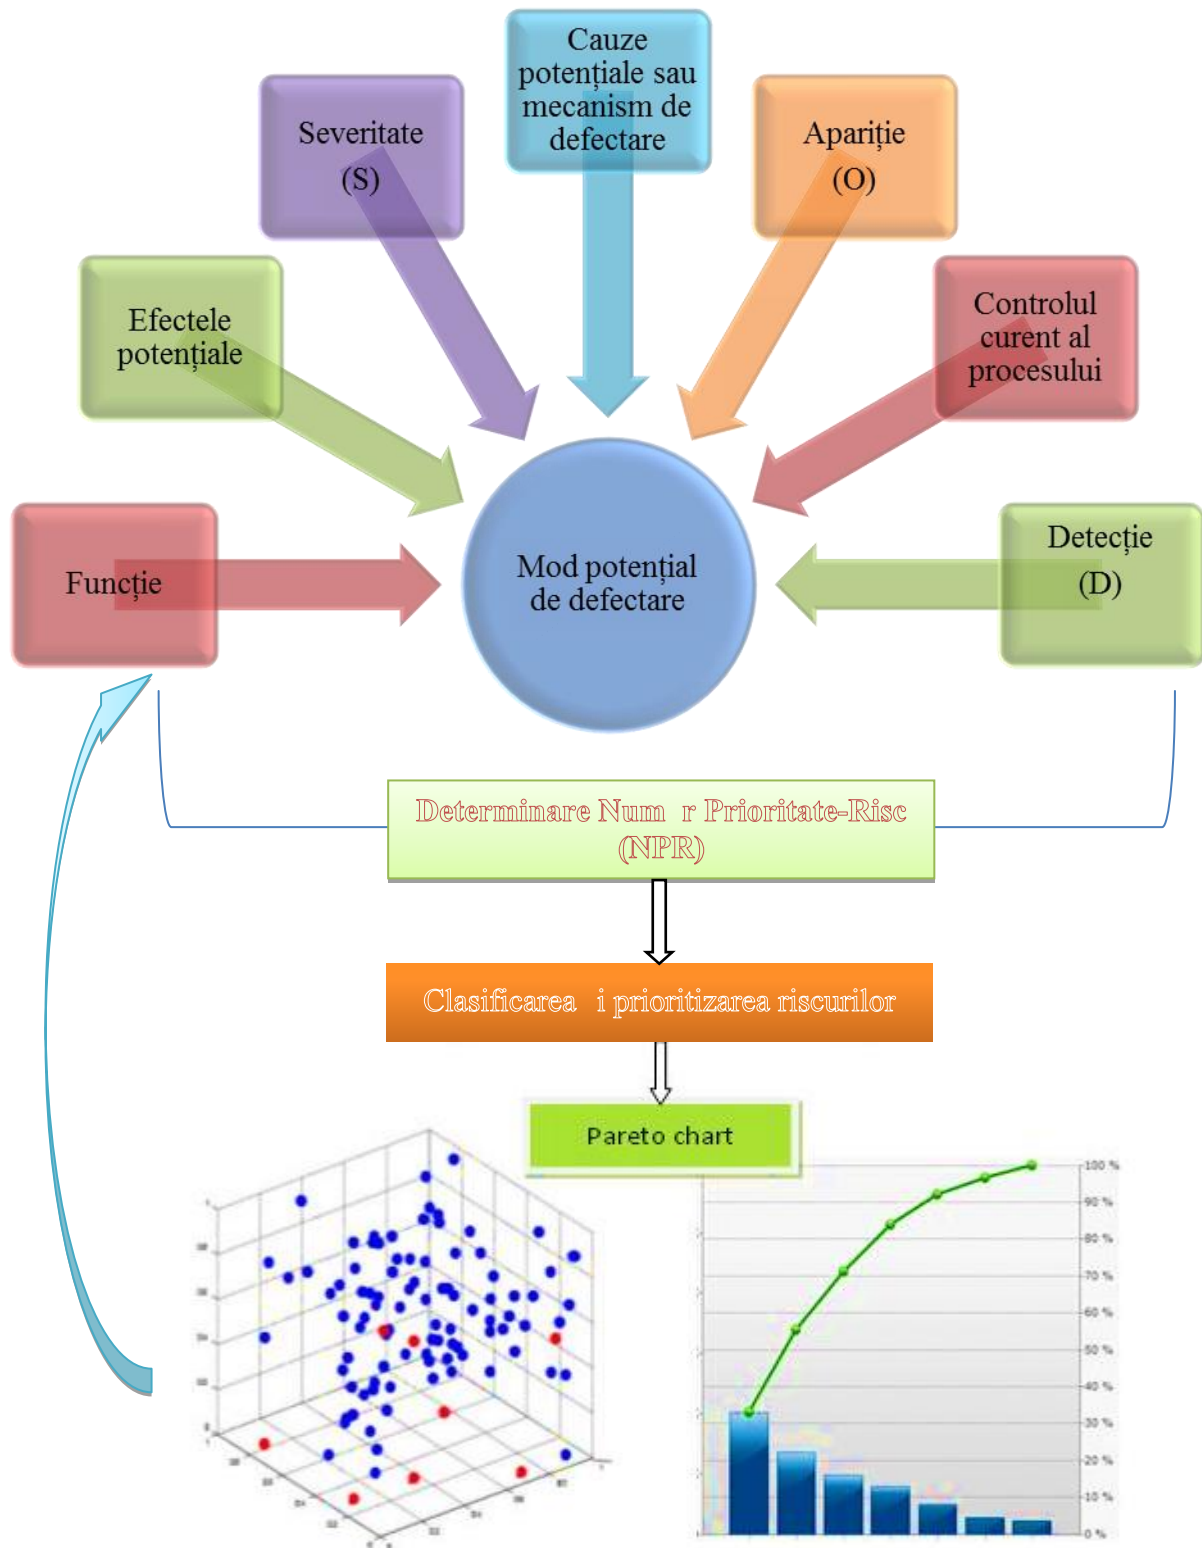 Cauze
potențiale sau
mecanism de
defectare
Severitate
(S)
Apariție
(O)
Efectele
potențiale
Controlul
curent al
procesului
Funcție
Mod potențial
de defectare
Detecție
(D)
Determinare Num r Prioritate-Risc
(NPR)
Clasificarea i prioritizarea riscurilor
Pareto chart
100 %
90 %
80 %
70 %
60 %
50 %
40 %
30 %
20 %
10 %
0 %